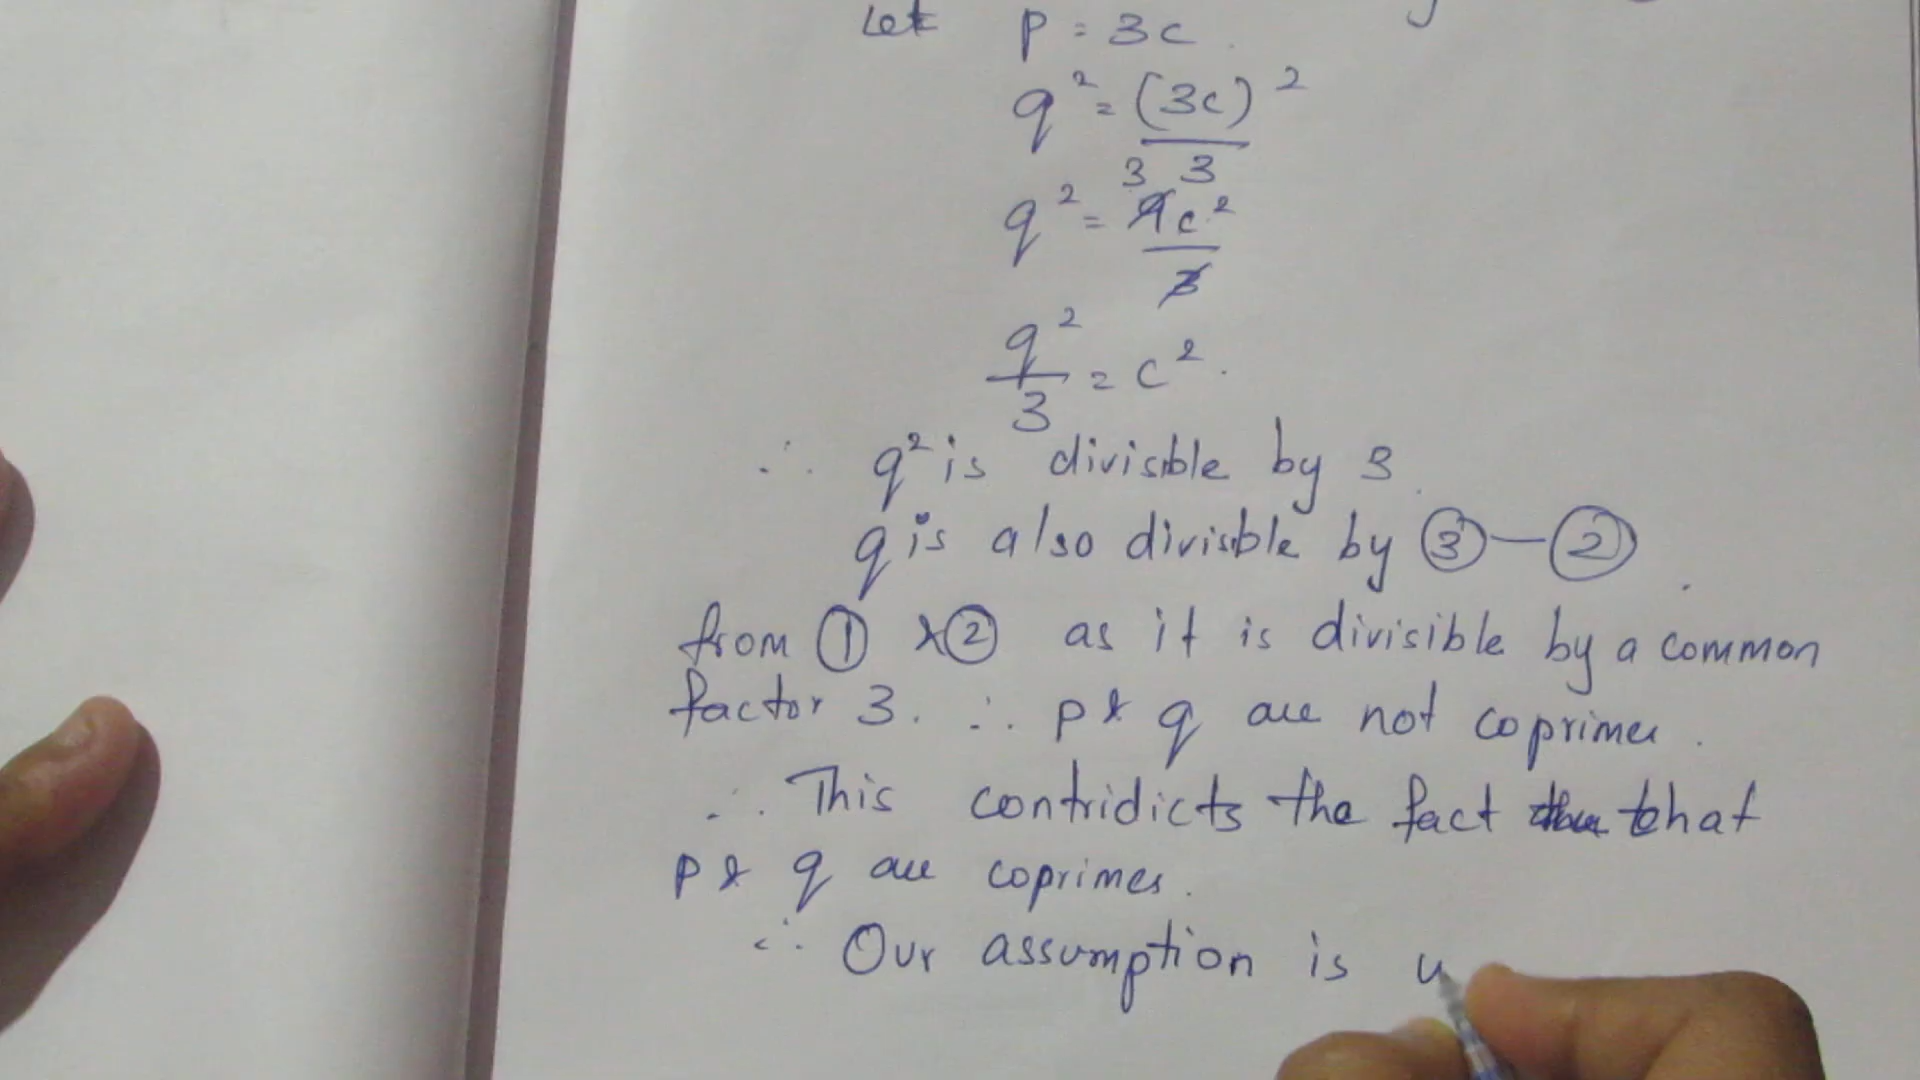 Let p = 3c
q² = (3c)²
3
3
q² = 9c²
3
q²
3 = c².
∴ q² is divisible by 3.
q is also divisible by ③ — ②
from ① & ② as it is divisible by a common
factor 3. ∴ p & q are not coprimes.
∴ This contridicts the fact that
p & q are coprimes.
∴ Our assumption is